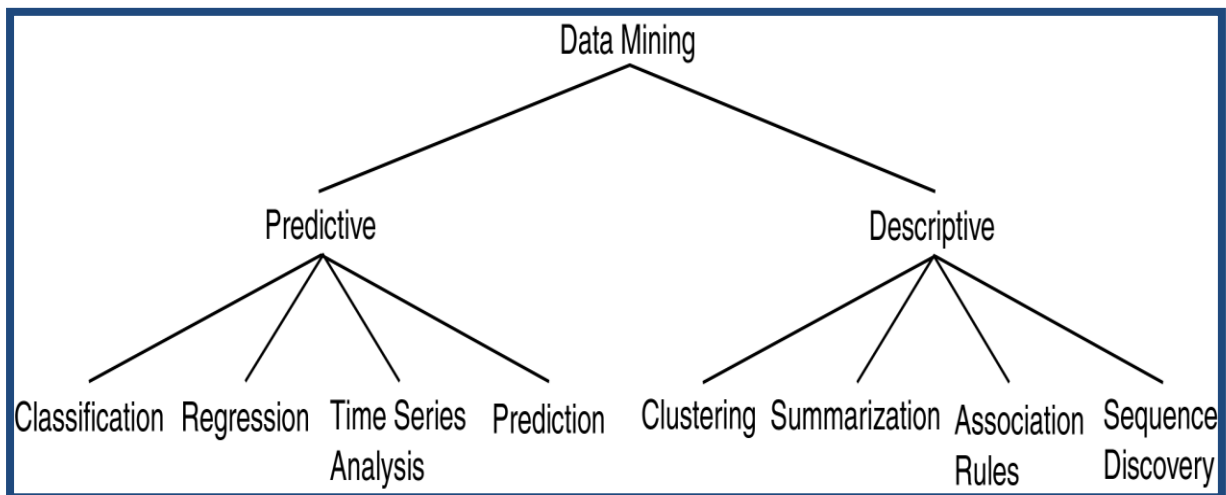 Data Mining
Predictive
Descriptive
Classification
Regression
Time Series
Analysis
Prediction
Clustering
Summarization
Association
Rules
Sequence
Discovery